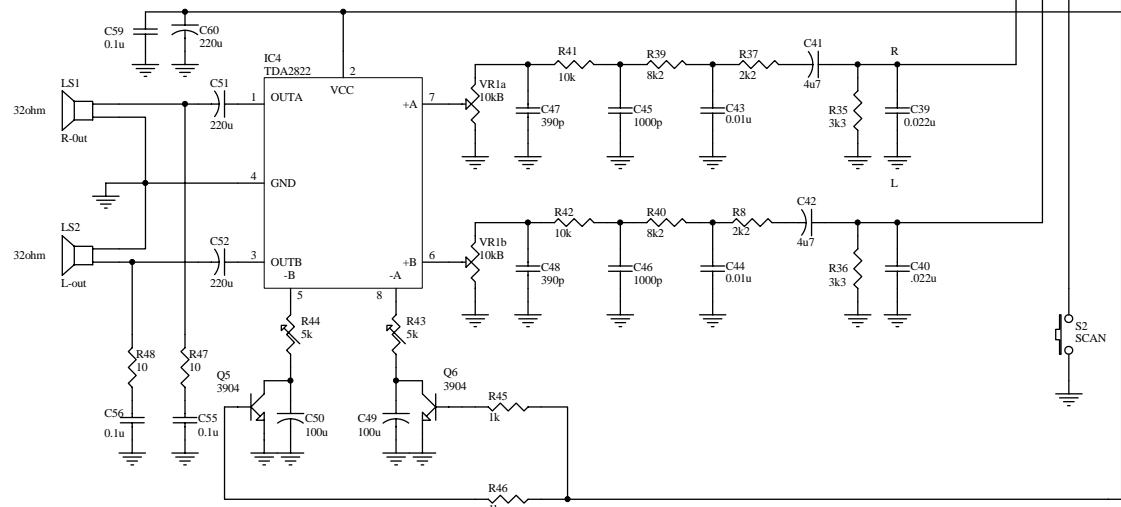 C59
0.1u
C60
220u
IC4
TDA2822
2
VCC
LS1
32ohm
R-0ut
C51
220u
1
OUTA
+A
7
VR1a
10kB
C47
390p
R41
10k
C45
1000p
R39
8k2
C43
0.01u
R37
2k2
C41
4u7
R
R35
3k3
C39
0.022u
4
GND
L
LS2
32ohm
L-out
C52
220u
3
OUTB
-B
5
+B
6
-A
8
VR1b
10kB
C48
390p
R42
10k
C46
1000p
R40
8k2
C44
0.01u
R8
2k2
C42
4u7
R36
3k3
C40
.022u
R44
5k
R43
5k
S2
SCAN
R48
10
R47
10
Q5
3904
Q6
3904
C56
0.1u
C55
0.1u
C50
100u
C49
100u
R45
1k
R46